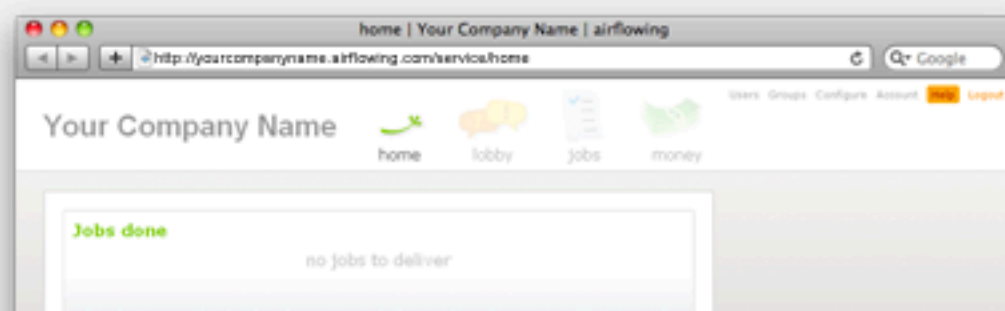 home | Your Company Name | airflowing
http://yourcompanyname.airflowing.com/service/home
Google
Users Groups Configure Account Help Logout
Your Company Name
home lobby jobs money
Jobs done
no jobs to deliver